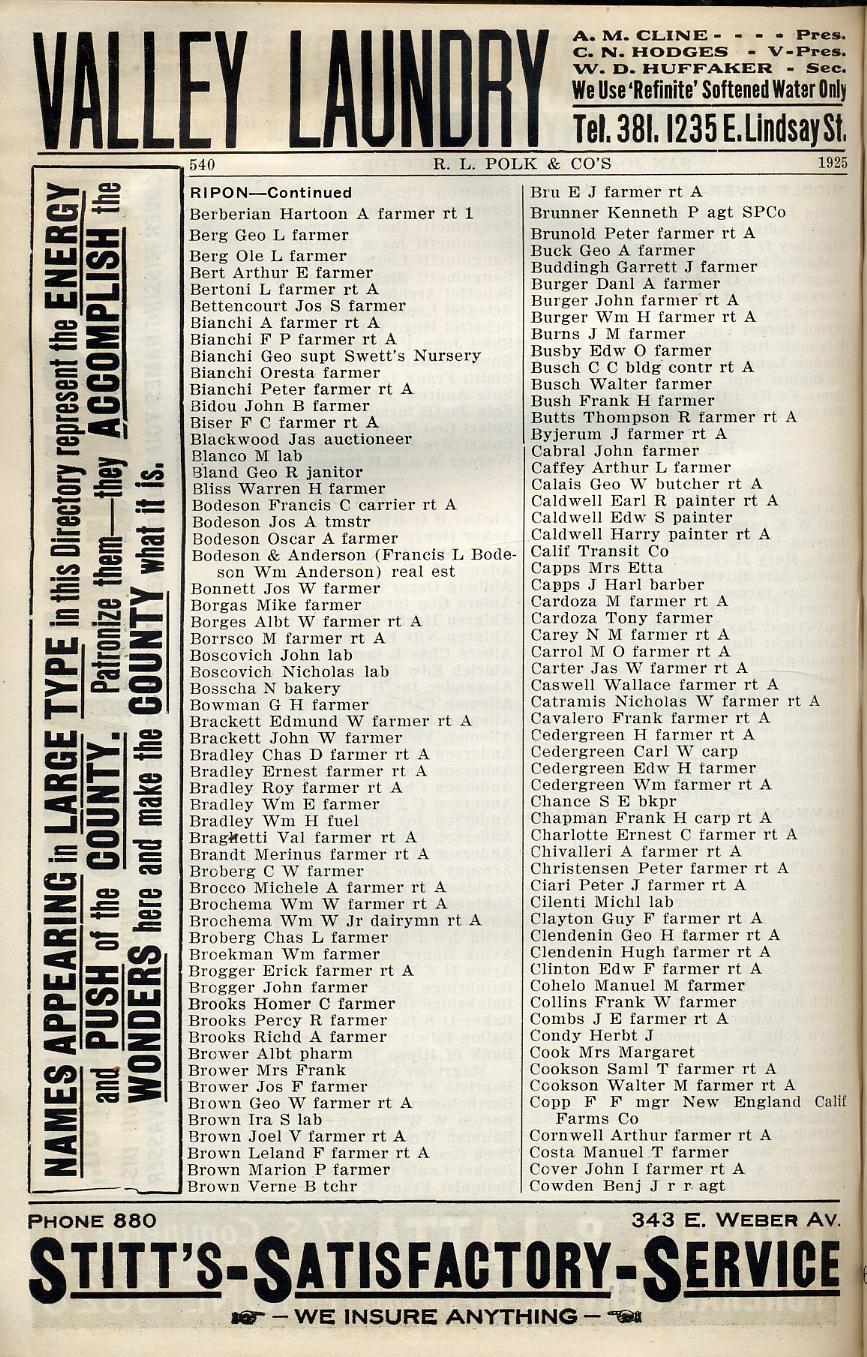 VALLEY LAUNDRY
A. M. CLINE - - - - Pres.
C. N. HODGES - V-Pres.
W. D. HUFFAKER - Sec.
We Use 'Refinite' Softened Water Only
Tel. 381. 1235 E. Lindsay St.
540 R. L. POLK & CO'S 1925
NAMES APPEARING in LARGE TYPE in this Directory represent the ENERGY
and PUSH of the COUNTY. Patronize them—they ACCOMPLISH the
WONDERS here and make the COUNTY what it is.
RIPON—Continued
Berberian Hartoon A farmer rt 1
Berg Geo L farmer
Berg Ole L farmer
Bert Arthur E farmer
Bertoni L farmer rt A
Bettencourt Jos S farmer
Bianchi A farmer rt A
Bianchi F P farmer rt A
Bianchi Geo supt Swett's Nursery
Bianchi Oresta farmer
Bianchi Peter farmer rt A
Bidou John B farmer
Biser F C farmer rt A
Blackwood Jas auctioneer
Blanco M lab
Bland Geo R janitor
Bliss Warren H farmer
Bodeson Francis C carrier rt A
Bodeson Jos A tmstr
Bodeson Oscar A farmer
Bodeson & Anderson (Francis L Bode-
son Wm Anderson) real est
Bonnett Jos W farmer
Borgas Mike farmer
Borges Albt W farmer rt A
Borrsco M farmer rt A
Boscovich John lab
Boscovich Nicholas lab
Bosscha N bakery
Bowman G H farmer
Brackett Edmund W farmer rt A
Brackett John W farmer
Bradley Chas D farmer rt A
Bradley Ernest farmer rt A
Bradley Roy farmer rt A
Bradley Wm E farmer
Bradley Wm H fuel
Braghetti Val farmer rt A
Brandt Merinus farmer rt A
Broberg C W farmer
Brocco Michele A farmer rt A
Brochema Wm W farmer rt A
Brochema Wm W Jr dairymn rt A
Broberg Chas L farmer
Broekman Wm farmer
Brogger Erick farmer rt A
Brogger John farmer
Brooks Homer C farmer
Brooks Percy R farmer
Brooks Richd A farmer
Brower Albt pharm
Brower Mrs Frank
Brower Jos F farmer
Brown Geo W farmer rt A
Brown Ira S lab
Brown Joel V farmer rt A
Brown Leland F farmer rt A
Brown Marion P farmer
Brown Verne B tchr
Bru E J farmer rt A
Brunner Kenneth P agt SPCo
Brunold Peter farmer rt A
Buck Geo A farmer
Buddingh Garrett J farmer
Burger Danl A farmer
Burger John farmer rt A
Burger Wm H farmer rt A
Burns J M farmer
Busby Edw O farmer
Busch C C bldg contr rt A
Busch Walter farmer
Bush Frank H farmer
Butts Thompson R farmer rt A
Byjerum J farmer rt A
Cabral John farmer
Caffey Arthur L farmer
Calais Geo W butcher rt A
Caldwell Earl R painter rt A
Caldwell Edw S painter
Caldwell Harry painter rt A
Calif Transit Co
Capps Mrs Etta
Capps J Harl barber
Cardoza M farmer rt A
Cardoza Tony farmer
Carey N M farmer rt A
Carrol M O farmer rt A
Carter Jas W farmer rt A
Caswell Wallace farmer rt A
Catramis Nicholas W farmer rt A
Cavalero Frank farmer rt A
Cedergreen H farmer rt A
Cedergreen Carl W carp
Cedergreen Edw H farmer
Cedergreen Wm farmer rt A
Chance S E bkpr
Chapman Frank H carp rt A
Charlotte Ernest C farmer rt A
Chivalleri A farmer rt A
Christensen Peter farmer rt A
Ciari Peter J farmer rt A
Cilenti Michl lab
Clayton Guy F farmer rt A
Clendenin Geo H farmer rt A
Clendenin Hugh farmer rt A
Clinton Edw F farmer rt A
Cohelo Manuel M farmer
Collins Frank W farmer
Combs J E farmer rt A
Condy Herbt J
Cook Mrs Margaret
Cookson Saml T farmer rt A
Cookson Walter M farmer rt A
Copp F F mgr New England Calif
Farms Co
Cornwell Arthur farmer rt A
Costa Manuel T farmer
Cover John I farmer rt A
Cowden Benj J r r agt
PHONE 880 343 E. WEBER AV.
STITT'S-SATISFACTORY-SERVICE
— WE INSURE ANYTHING —